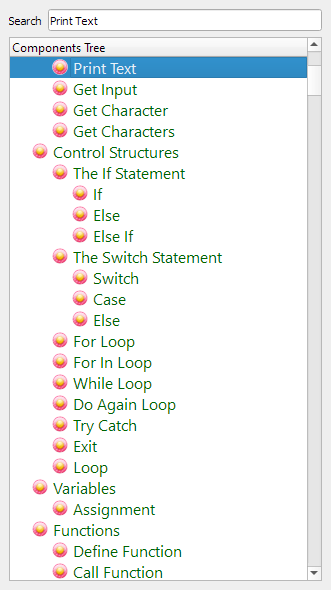 Search Print Text
Components Tree
Print Text
Get Input
Get Character
Get Characters
Control Structures
The If Statement
If
Else
Else If
The Switch Statement
Switch
Case
Else
For Loop
For In Loop
While Loop
Do Again Loop
Try Catch
Exit
Loop
Variables
Assignment
Functions
Define Function
Call Function